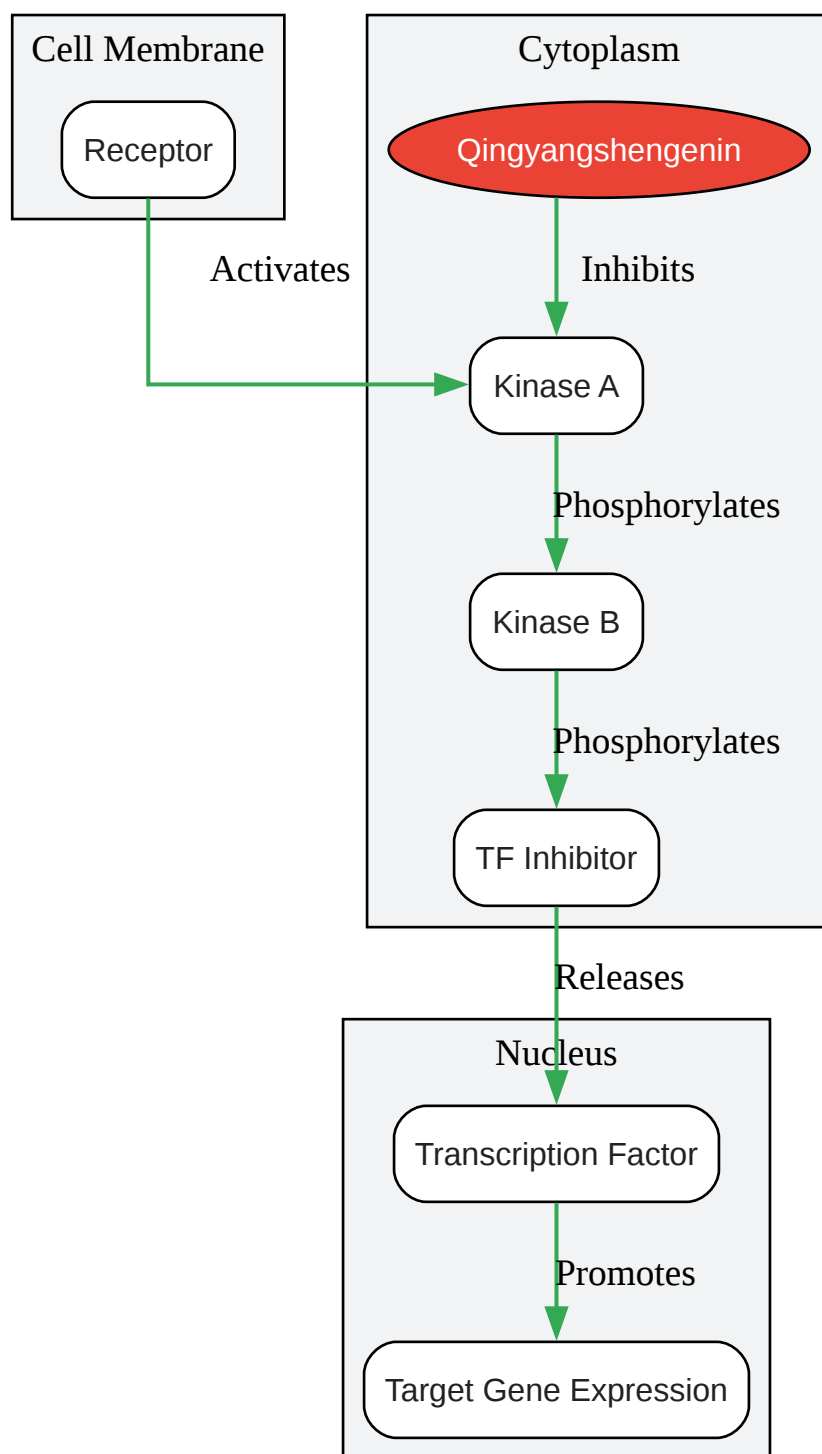 Cell Membrane
Cytoplasm
Receptor
Qingyangshengenin
Activates
Inhibits
Kinase A
Phosphorylates
Kinase B
Phosphorylates
TF Inhibitor
Releases
Nucleus
Transcription Factor
Promotes
Target Gene Expression